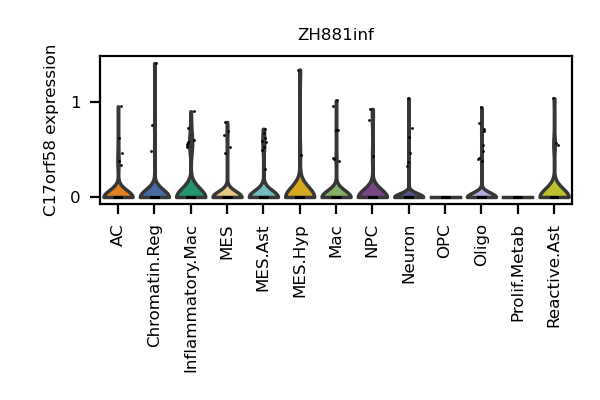 ZH881inf
C17orf58 expression
1
0
AC
Chromatin.Reg
Inflammatory.Mac
MES
MES.Ast
MES.Hyp
Mac
NPC
Neuron
OPC
Oligo
Prolif.Metab
Reactive.Ast